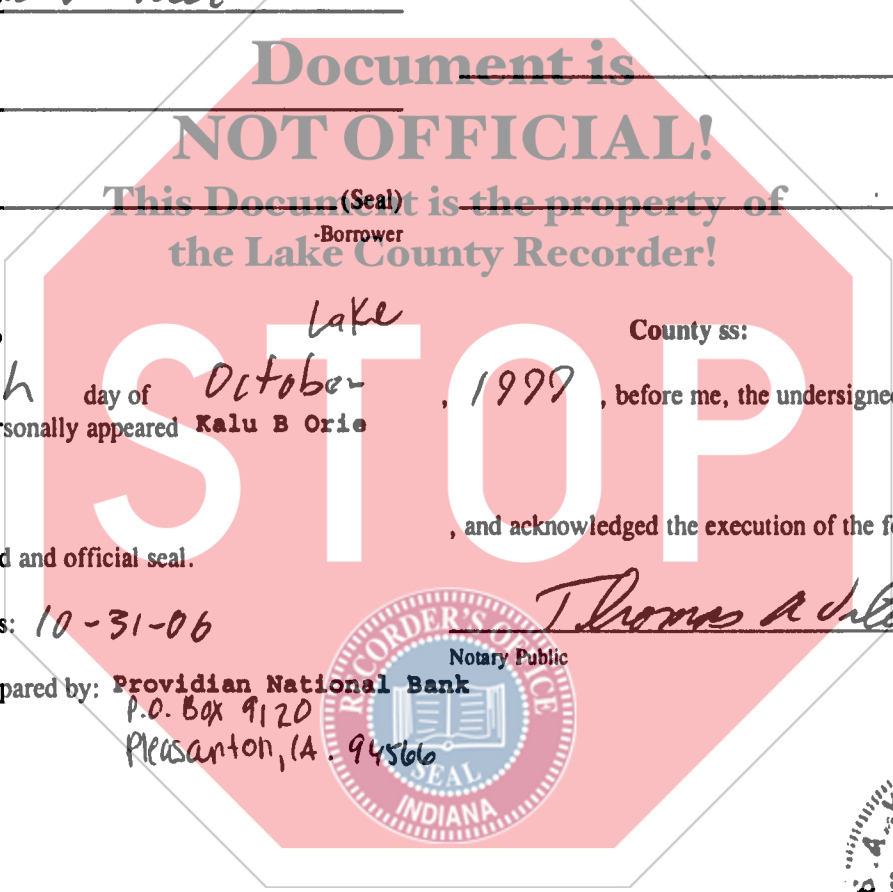 Document is
NOT OFFICIAL!
This Document is the property of
the Lake County Recorder!
(Seal)
-Borrower
Lake County ss:
h day of October , 1999 , before me, the undersigned
rsonally appeared Kalu B Orie
, and acknowledged the execution of the f
d and official seal.
s: 10-31-06
Thomas A
Notary Public
pared by: Providian National Bank
P.O. Box 9120
Pleasanton, CA. 94566
STOP
RECORDER'S OFFICE
SEAL
INDIANA